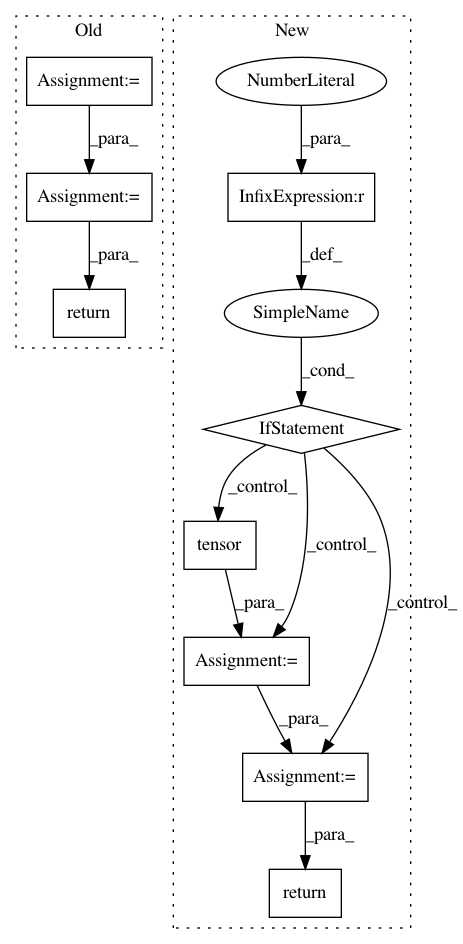 Old
New
Assignment:=
_para_
Assignment:=
_para_
return
NumberLiteral
_para_
InfixExpression:r
_def_
SimpleName
_cond_
IfStatement
_control_
_control_
_control_
tensor
_para_
Assignment:=
_para_
Assignment:=
_para_
return